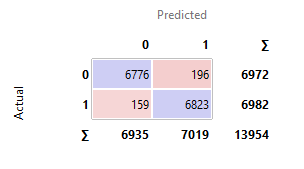 Predicted
0 1 Σ
0 6776 196 6972
Actual
1 159 6823 6982
Σ 6935 7019 13954